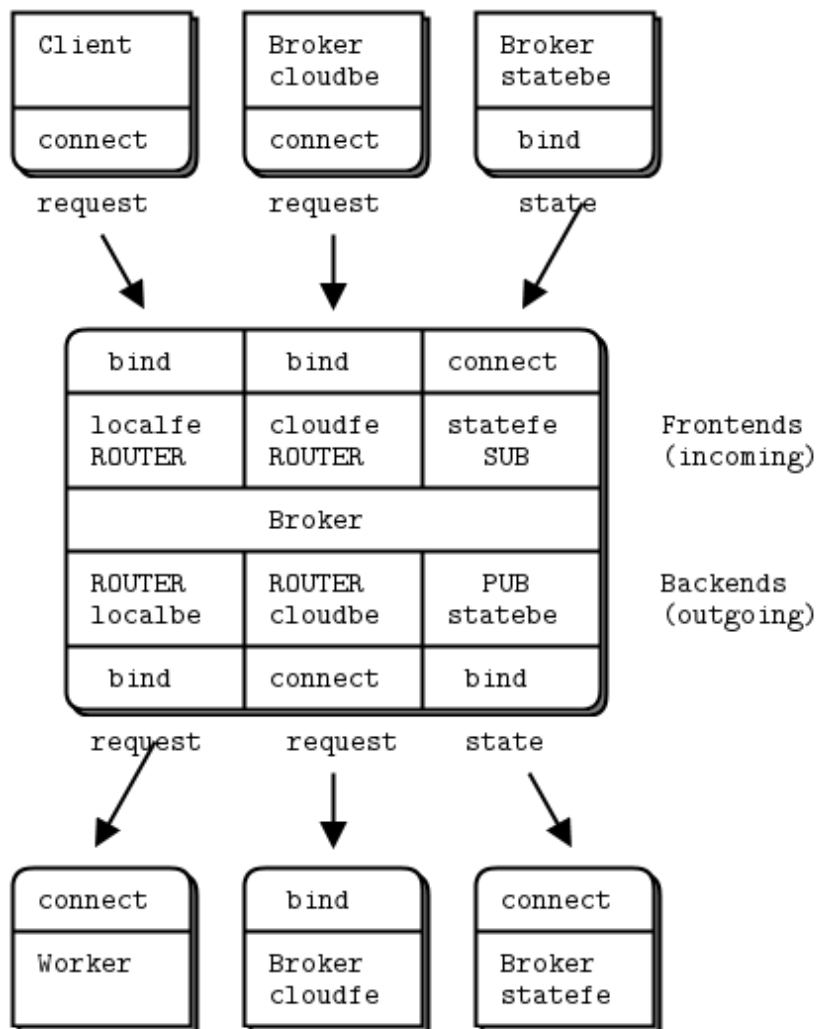 Client Broker Broker
cloudbe statebe
connect connect bind
request request state
bind bind connect
localfe cloudfe statefe Frontends
ROUTER ROUTER SUB (incoming)
Broker
ROUTER ROUTER PUB Backends
localbe cloudbe statebe (outgoing)
bind connect bind
request request state
connect bind connect
Worker Broker Broker
cloudfe statefe